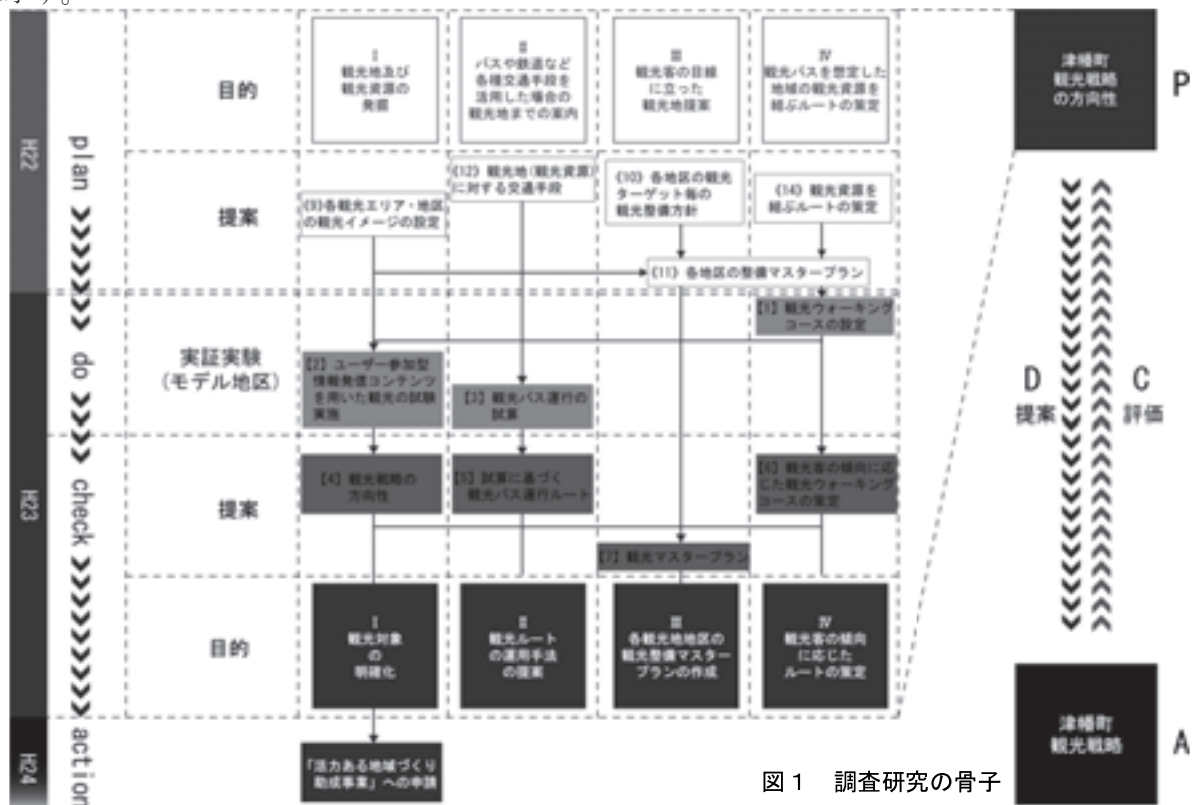 H22
H23
H24
plan
do
check
action
目的
Ⅰ
観光地及び
観光資源の
発掘
Ⅱ
バスや鉄道など
各種交通手段を
活用した場合の
観光地までの案内
Ⅲ
観光客の目線
に立った
観光地提案
Ⅳ
観光バスを想定した
地域の観光資源を
結ぶルートの策定
提案
(9)各観光エリア・地区
の観光イメージの設定
(12) 観光地(観光資源)
に対する交通手段
(10) 各地区の観光
ターゲット毎の
観光整備方針
(14) 観光資源を
結ぶルートの策定
(11) 各地区の整備マスタープラン
実証実験
(モデル地区)
【1】観光ウォーキング
コースの設定
【2】ユーザー参加型
情報発信コンテンツ
を用いた観光の試験
実施
【3】観光バス運行の
試算
提案
【4】観光戦略の
方向性
【5】試算に基づく
観光バス運行ルート
【6】観光客の傾向に応
じた観光ウォーキング
コースの策定
【7】観光マスタープラン
目的
Ⅰ
観光対象
の
明確化
Ⅱ
観光ルート
の運用手法
の提案
Ⅲ
各観光地地区の
観光整備マスター
プランの作成
Ⅳ
観光客の傾向
に応じた
ルートの策定
「活力ある地域づくり
助成事業」への申請
津幡町
観光戦略
の方向性
P
D
提案
C
評価
津幡町
観光戦略
A
図1 調査研究の骨子